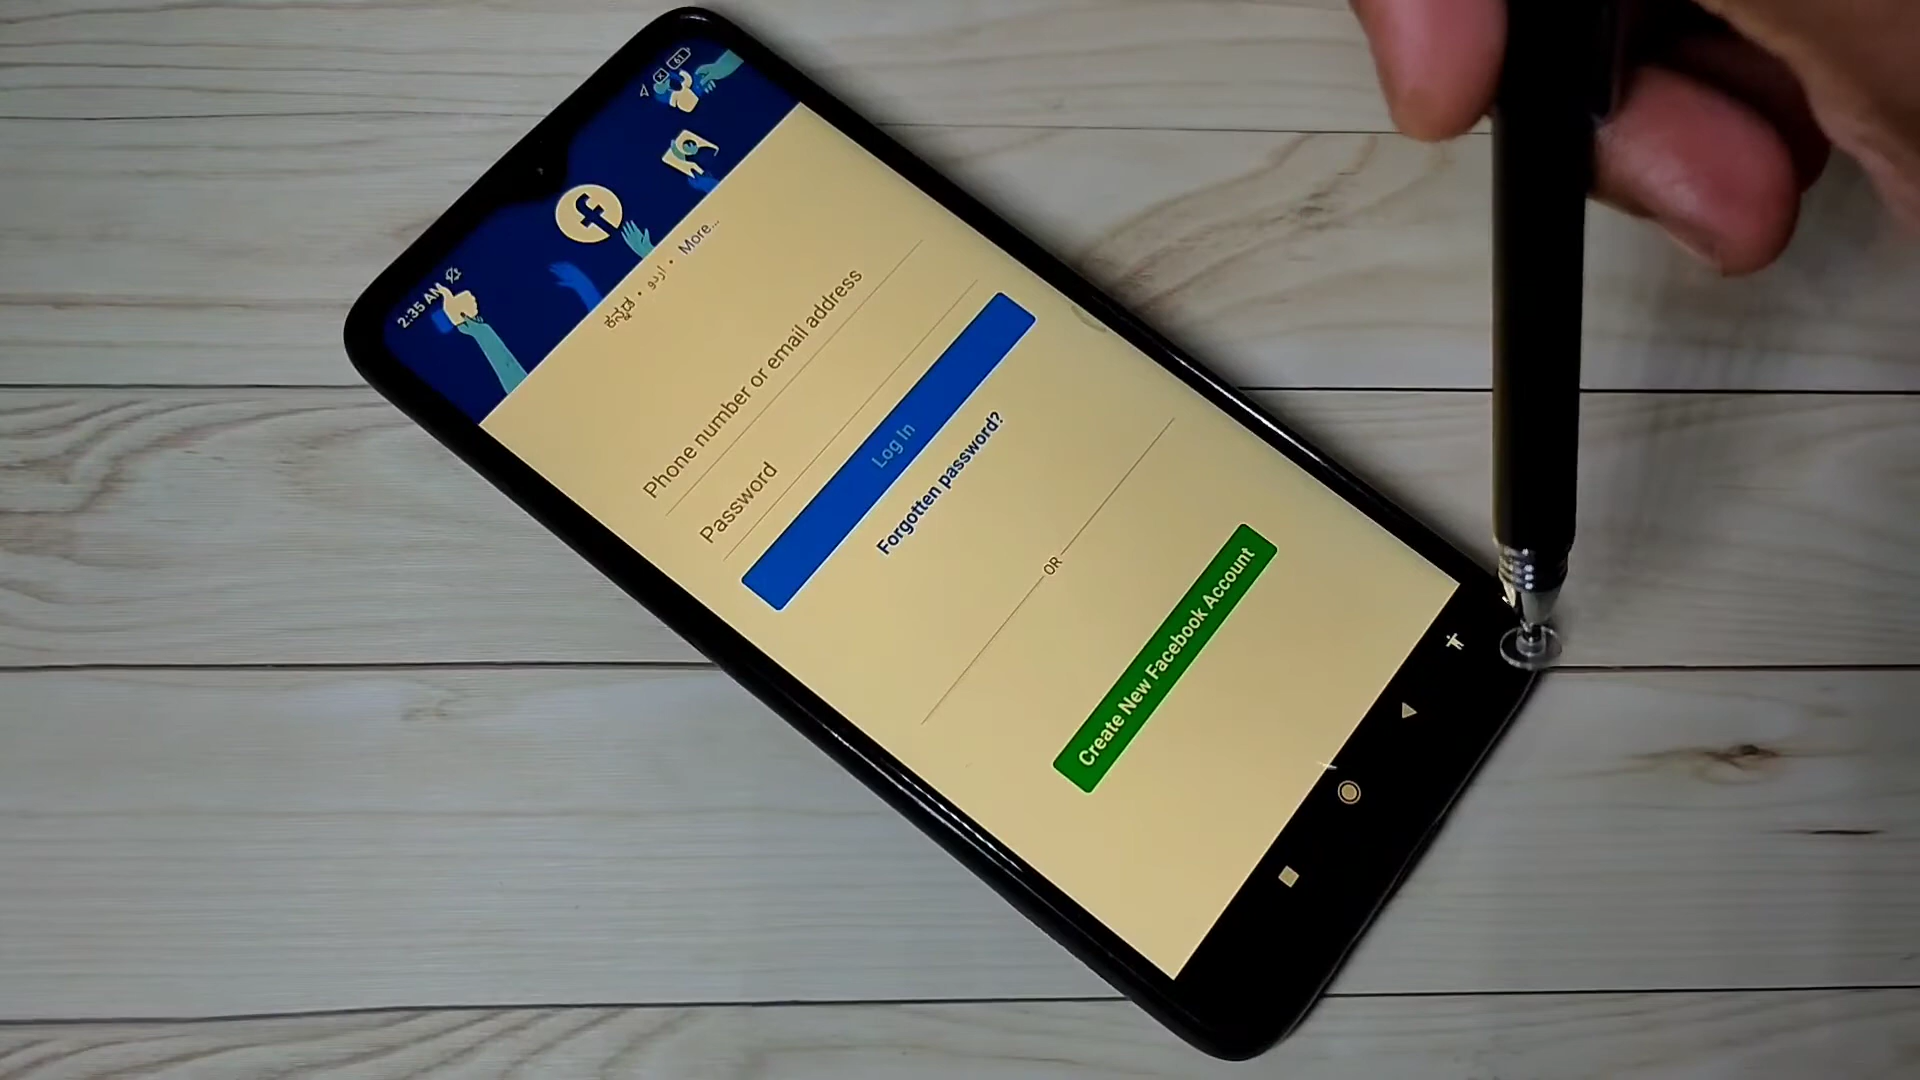 2:35 AM
61
f
ಕನ್ನಡ • اردو • More...
Phone number or email address
Password
Log In
Forgotten password?
OR
Create New Facebook Account